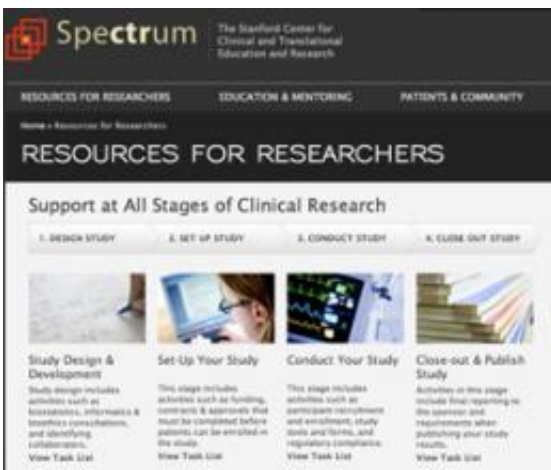 Spectrum
The Stanford Center for
Clinical and Translational
Education and Research
RESOURCES FOR RESEARCHERS
EDUCATION & MENTORING
PATIENTS & COMMUNITY
Home » Resources for Researchers
RESOURCES FOR RESEARCHERS
Support at All Stages of Clinical Research
1. DESIGN STUDY
2. SET UP STUDY
3. CONDUCT STUDY
4. CLOSE OUT STUDY
Study Design &
Development
Study design includes
activities such as
biostatistics, informatics &
bioethics consultations,
and identifying
collaborators.
View Task List
Set-Up Your Study
This stage includes
activities such as funding,
contracts & approvals that
must be completed before
patients can be enrolled in
the study.
View Task List
Conduct Your Study
This stage includes
activities such as
participant recruitment
and enrollment, study
tools and forms, and
regulatory compliance.
View Task List
Close-out & Publish
Study
Activities in this stage
include final reporting to
the sponsor and
requirements when
publishing your study
results.
View Task List